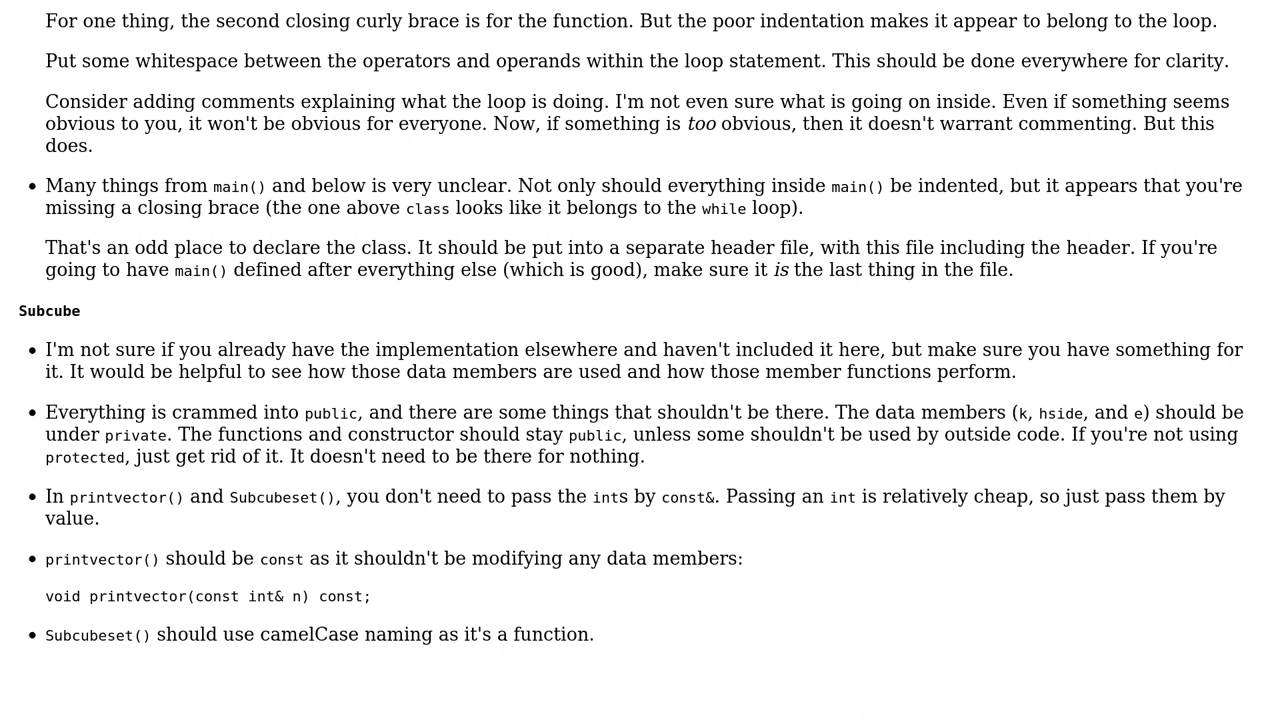 For one thing, the second closing curly brace is for the function. But the poor indentation makes it appear to belong to the loop.
Put some whitespace between the operators and operands within the loop statement. This should be done everywhere for clarity.
Consider adding comments explaining what the loop is doing. I'm not even sure what is going on inside. Even if something seems
obvious to you, it won't be obvious for everyone. Now, if something is too obvious, then it doesn't warrant commenting. But this
does.
• Many things from main() and below is very unclear. Not only should everything inside main() be indented, but it appears that you're
missing a closing brace (the one above class looks like it belongs to the while loop).
That's an odd place to declare the class. It should be put into a separate header file, with this file including the header. If you're
going to have main() defined after everything else (which is good), make sure it is the last thing in the file.
Subcube
• I'm not sure if you already have the implementation elsewhere and haven't included it here, but make sure you have something for
it. It would be helpful to see how those data members are used and how those member functions perform.
• Everything is crammed into public, and there are some things that shouldn't be there. The data members (k, hside, and e) should be
under private. The functions and constructor should stay public, unless some shouldn't be used by outside code. If you're not using
protected, just get rid of it. It doesn't need to be there for nothing.
• In printvector() and Subcubeset(), you don't need to pass the ints by const&. Passing an int is relatively cheap, so just pass them by
value.
• printvector() should be const as it shouldn't be modifying any data members:
void printvector(const int& n) const;
• Subcubeset() should use camelCase naming as it's a function.